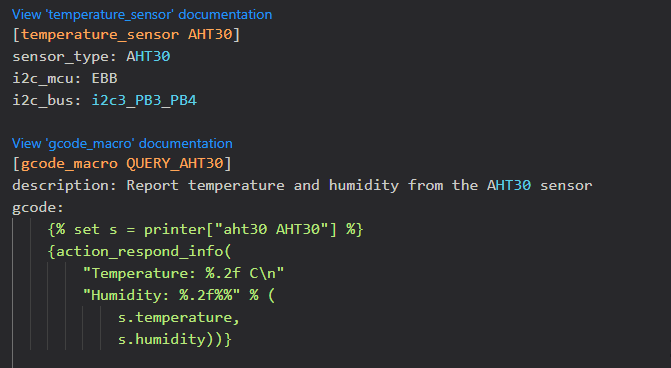 View 'temperature_sensor' documentation
[temperature_sensor AHT30]
sensor_type: AHT30
i2c_mcu: EBB
i2c_bus: i2c3_PB3_PB4
View 'gcode_macro' documentation
[gcode_macro QUERY_AHT30]
description: Report temperature and humidity from the AHT30 sensor
gcode:
{% set s = printer["aht30 AHT30"] %}
{action_respond_info(
"Temperature: %.2f C\n"
"Humidity: %.2f%%" % (
s.temperature,
s.humidity))}